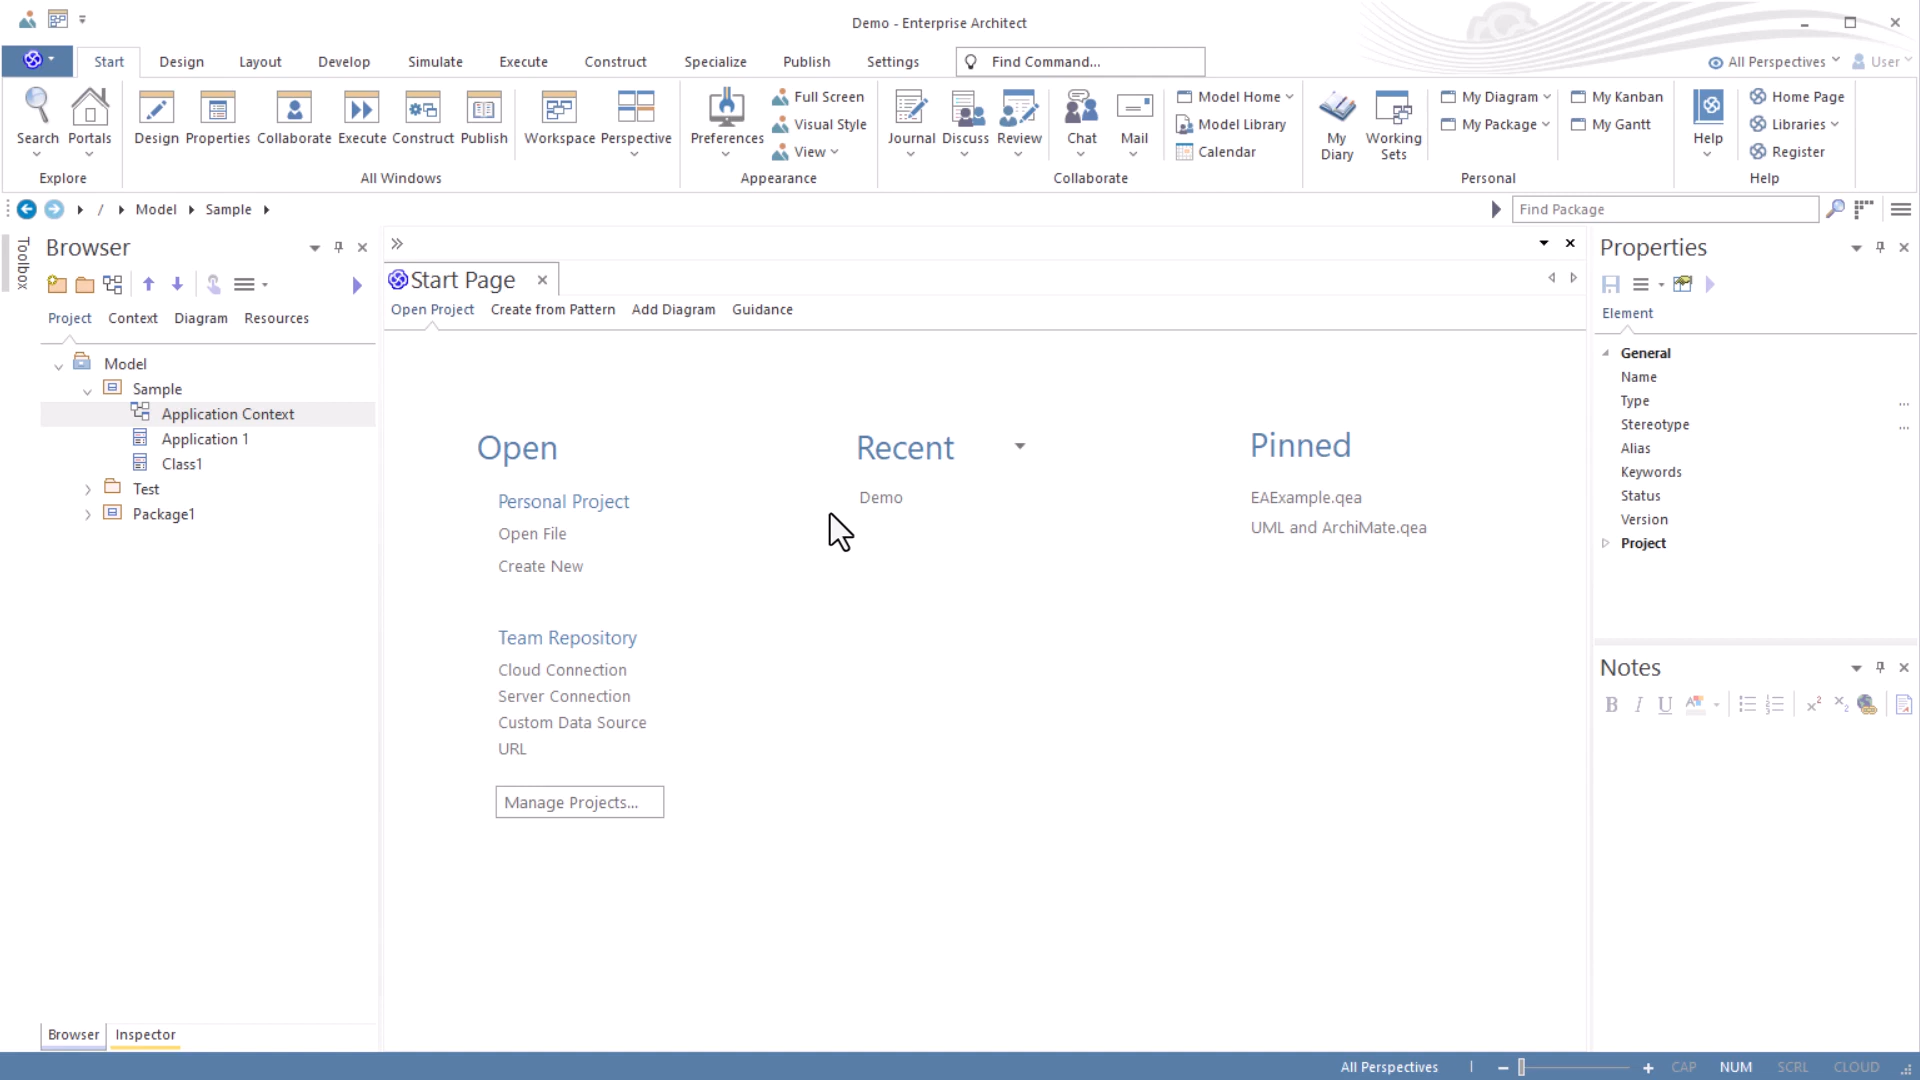 Demo - Enterprise Architect
Start Design Layout Develop Simulate Execute Construct Specialize Publish Settings Find Command... All Perspectives User
Search Portals Design Properties Collaborate Execute Construct Publish Workspace Perspective Preferences Full Screen Visual Style View Journal Discuss Review Chat Mail Model Home Model Library Calendar My Diary Working Sets My Diagram My Package My Kanban My Gantt Help Home Page Libraries Register
Explore All Windows Appearance Collaborate Personal Help
/ Model Sample Find Package
Toolbox
Browser
Project Context Diagram Resources
Model
Sample
Application Context
Application 1
Class1
Test
Package1
Browser Inspector
Start Page
Open Project Create from Pattern Add Diagram Guidance
Open
Personal Project
Open File
Create New
Team Repository
Cloud Connection
Server Connection
Custom Data Source
URL
Manage Projects...
Recent
Demo
Pinned
EAExample.qea
UML and ArchiMate.qea
Properties
Element
General
Name
Type ...
Stereotype ...
Alias
Keywords
Status
Version
Project
Notes
B I U
All Perspectives CAP NUM SCRL CLOUD